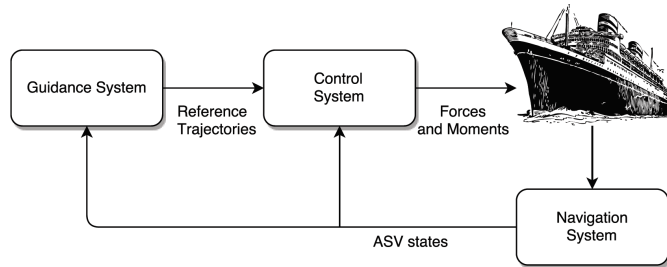 Guidance System
Control
System
Reference
Trajectories
Forces
and Moments
Navigation
System
ASV states